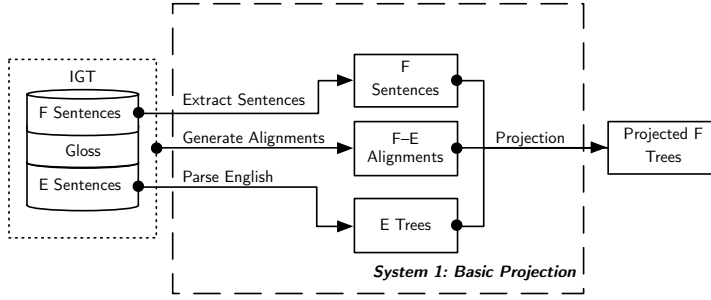 IGT
F Sentences
Gloss
E Sentences
Extract Sentences
Generate Alignments
Parse English
F
Sentences
F–E
Alignments
E Trees
Projection
Projected F
Trees
System 1: Basic Projection